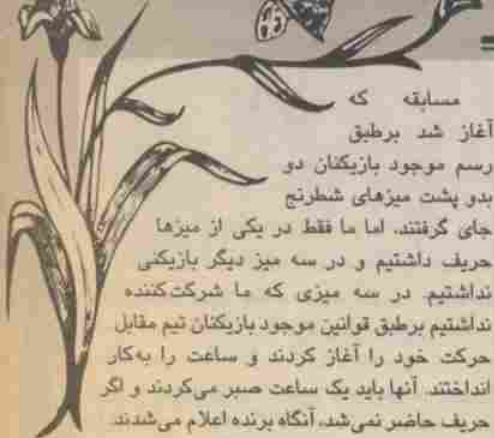 مسابقه که
آغاز شد برطبق
رسم موجود بازیکنان دو
بدو پشت میزهای شطرنج
جای گرفتند. اما ما فقط در یکی از میزها
حریف داشتیم و در سه میز دیگر بازیکنی
نداشتیم. در سه میزی که ما شرکت‌کننده
نداشتیم برطبق قوانین موجود بازیکنان تیم مقابل
حرکت خود را آغاز کردند و ساعت را به‌کار
انداختند. آنها باید یک ساعت صبر می‌کردند و اگر
حریف حاضر نمی‌شد، آنگاه برنده اعلام می‌شدند.